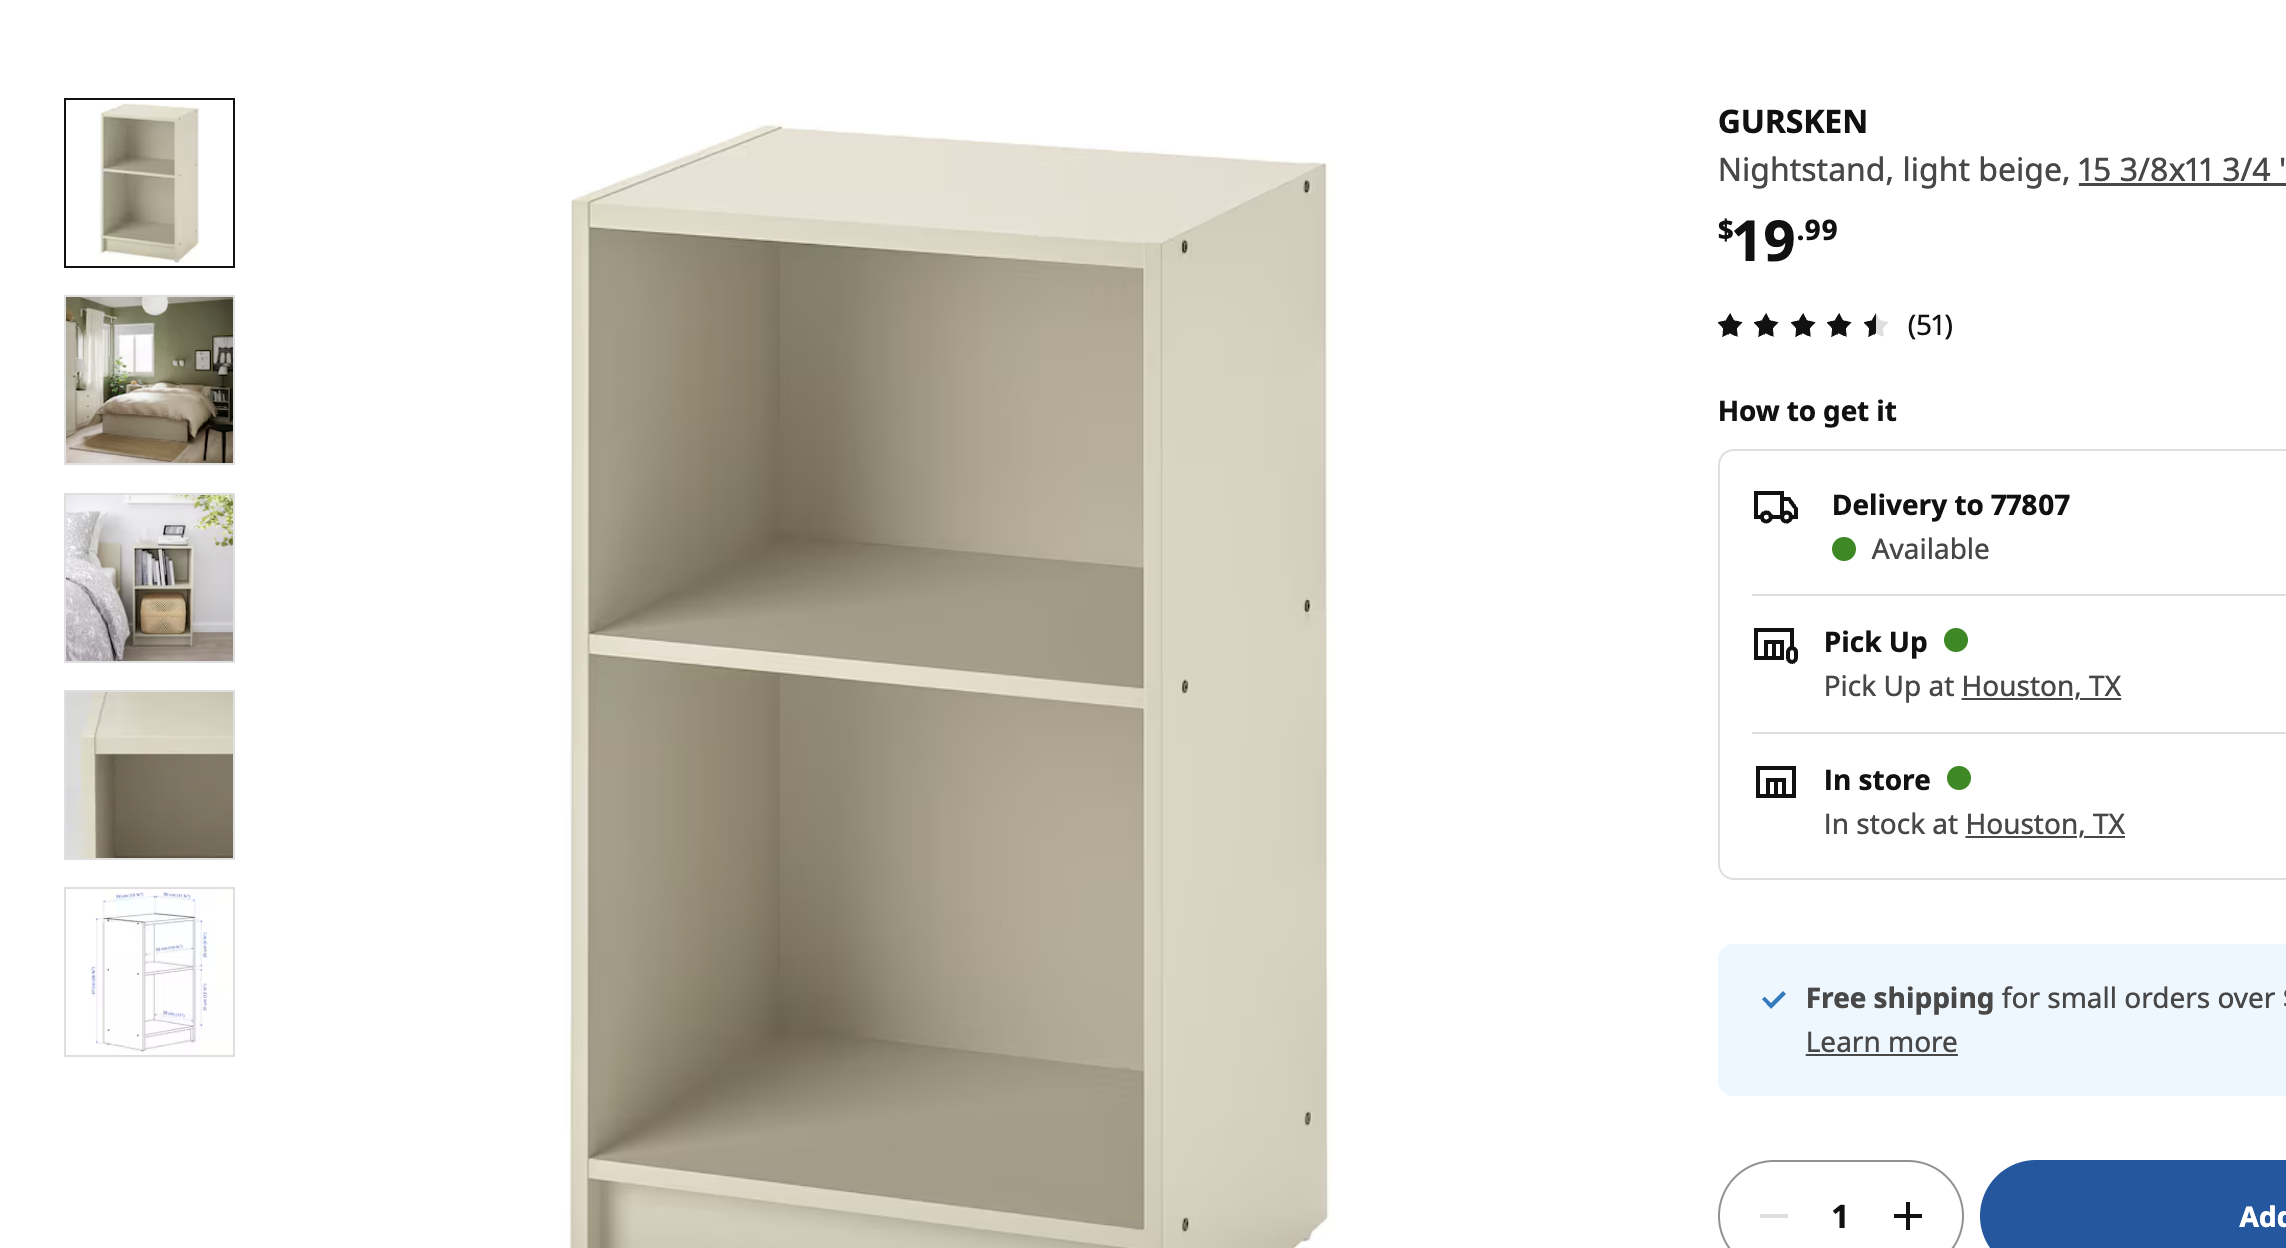 GURSKEN
Nightstand, light beige, 15 3/8x11 3/4 "
$19.99
(51)
How to get it
Delivery to 77807
Available
Pick Up
Pick Up at Houston, TX
In store
In stock at Houston, TX
Free shipping for small orders over
Learn more
1